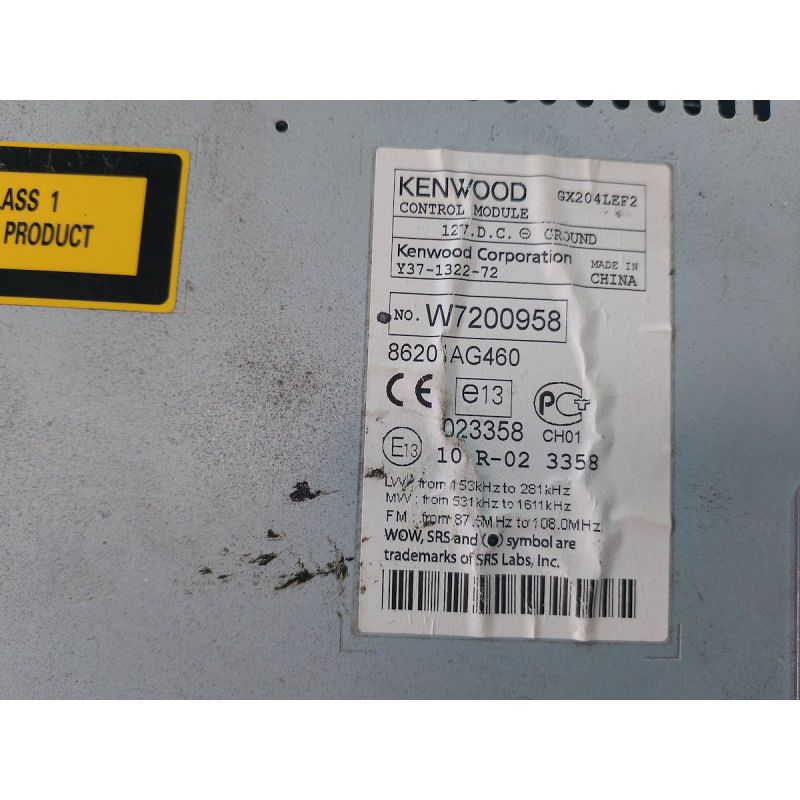 LASS 1
PRODUCT
KENWOOD GX204LEF2
CONTROL MODULE
12V.D.C. ⊖ GROUND
Kenwood Corporation
Y37-1322-72
MADE IN
CHINA
NO. W7200958
86201AG460
CE e13 PCT
023358 CH01
E13 10 R-02 3358
LW : from 153kHz to 281kHz
MW : from 531kHz to 1611kHz
FM : from 87.5MHz to 108.0MHz
WOW, SRS and (●) symbol are
trademarks of SRS Labs, Inc.